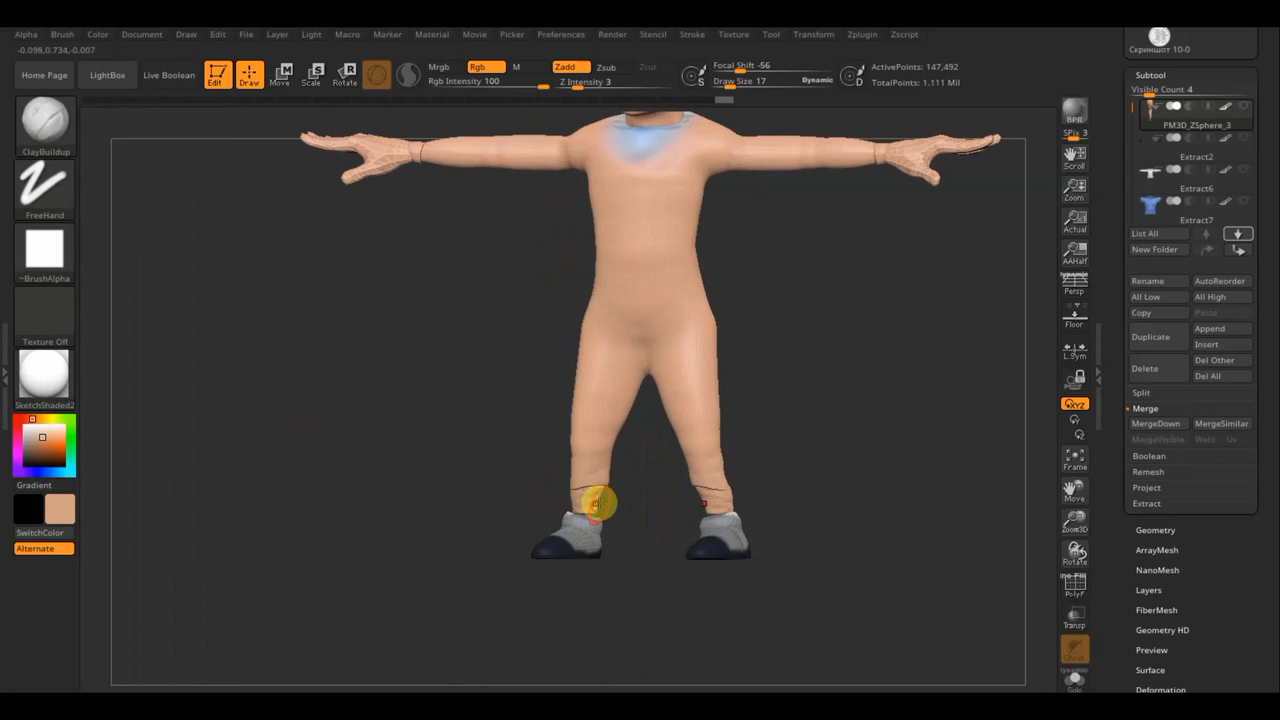 Alpha Brush Color Document Draw Edit File Layer Light Macro Marker Material Movie Picker Preferences Render Stencil Stroke Texture Tool Transform Zplugin Zscript
-0.098,0.734,-0.007
Home Page
LightBox
Live Boolean
Edit
Draw
Move
Scale
Rotate
Mrgb
Rgb
M
Rgb Intensity 100
Zadd
Zsub
Zcut
Z Intensity 3
S
Focal Shift -56
Draw Size 17
Dynamic
D
ActivePoints: 147,492
TotalPoints: 1.111 Mil
ClayBuildup
FreeHand
~BrushAlpha
Texture Off
SketchShaded2
Gradient
SwitchColor
Alternate
BPR
SPix 3
Scroll
Zoom
Actual
AAHalf
Dynamic
Persp
Floor
L.Sym
XYZ
Y
Z
Frame
Move
Zoom3D
Rotate
PolyF
Transp
Dynamic
Solo
Скриншот 10-0
Subtool
Visible Count 4
PM3D_ZSphere_3
Extract2
Extract6
Extract7
List All
New Folder
Rename
AutoReorder
All Low
All High
Copy
Paste
Duplicate
Append
Insert
Delete
Del Other
Del All
Split
Merge
MergeDown
MergeSimilar
MergeVisible
Weld
Uv
Boolean
Remesh
Project
Extract
Geometry
ArrayMesh
NanoMesh
Layers
FiberMesh
Geometry HD
Preview
Surface
Deformation